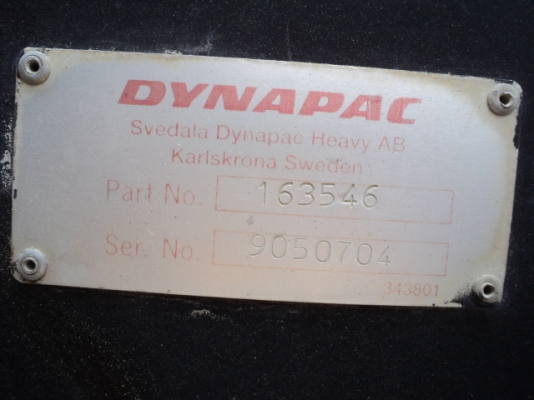 DYNAPAC
Svedala Dynapac Heavy AB
Karlskrona Sweden
Part No. 163546
Ser. No. 9050704
343801